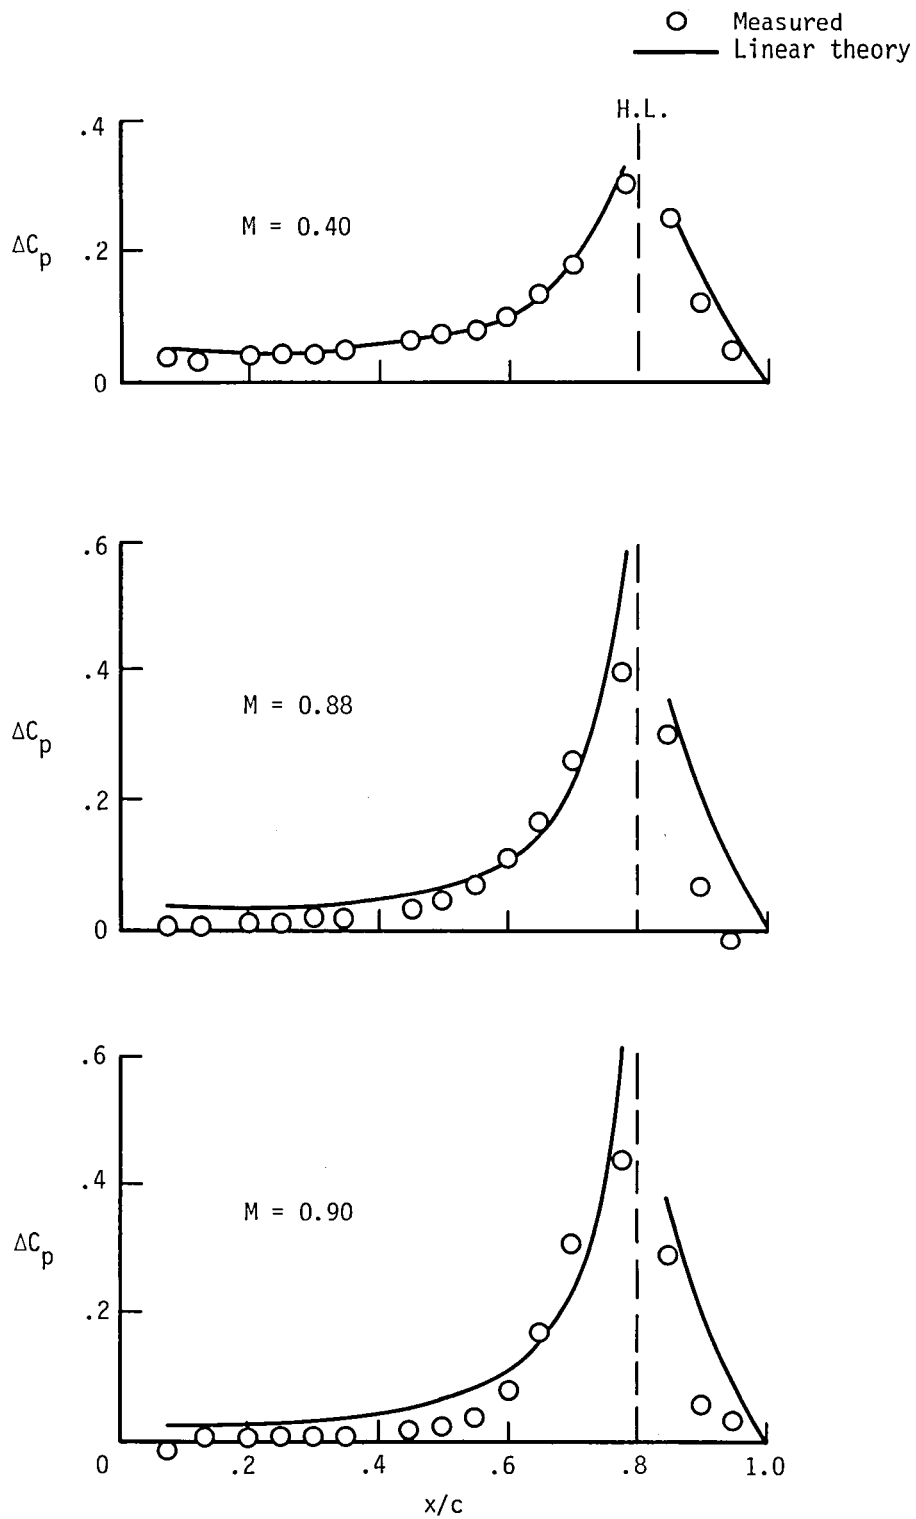 Measured
Linear theory
H.L.
.4
M = 0.40
ΔCp
.2
0
.6
.4
M = 0.88
ΔCp
.2
0
.6
.4
M = 0.90
ΔCp
.2
0 .2 .4 .6 .8 1.0
x/c